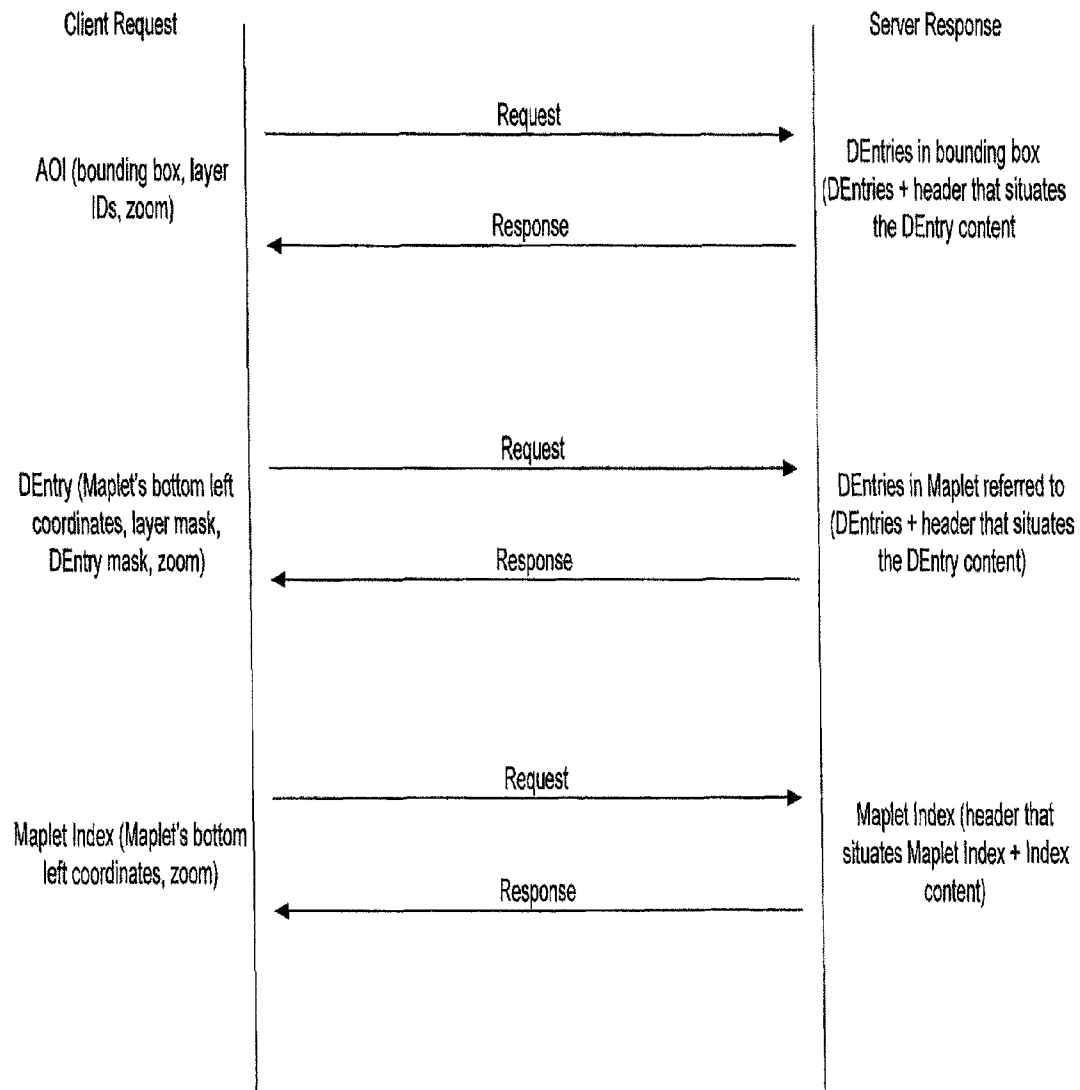 Client Request
Server Response
Request
AOI (bounding box, layer
IDs, zoom)
DEntries in bounding box
(DEntries + header that situates
the DEntry content
Response
Request
DEntry (Maplet's bottom left
coordinates, layer mask,
DEntry mask, zoom)
DEntries in Maplet referred to
(DEntries + header that situates
the DEntry content)
Response
Request
Maplet Index (Maplet's bottom
left coordinates, zoom)
Maplet Index (header that
situates Maplet Index + Index
content)
Response